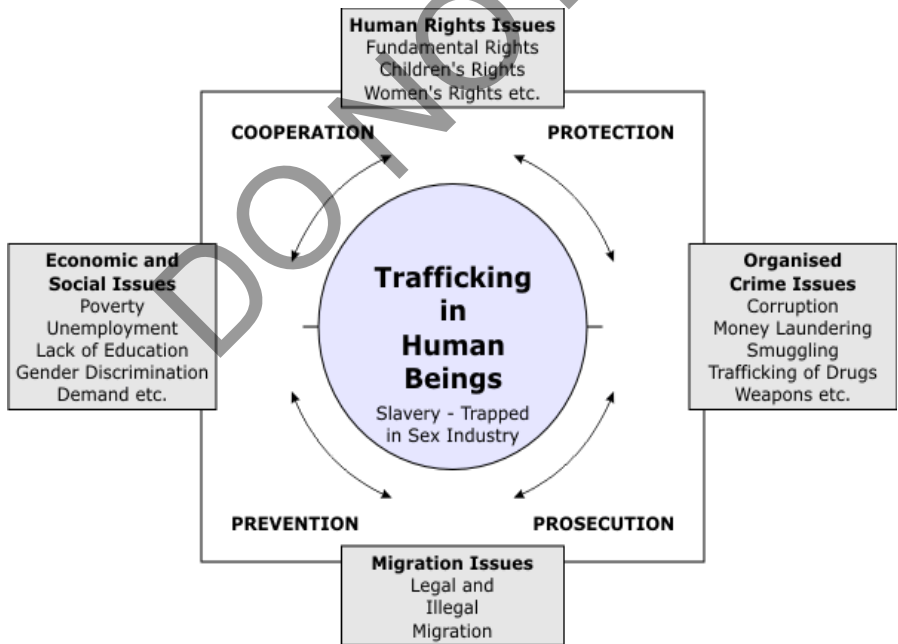 Human Rights Issues
Fundamental Rights
Children's Rights
Women's Rights etc.
COOPERATION
PROTECTION
Economic and
Social Issues
Poverty
Unemployment
Lack of Education
Gender Discrimination
Demand etc.
Trafficking
in
Human
Beings
Slavery - Trapped
in Sex Industry
Organised
Crime Issues
Corruption
Money Laundering
Smuggling
Trafficking of Drugs
Weapons etc.
PREVENTION
PROSECUTION
Migration Issues
Legal and
Illegal
Migration
DO NO